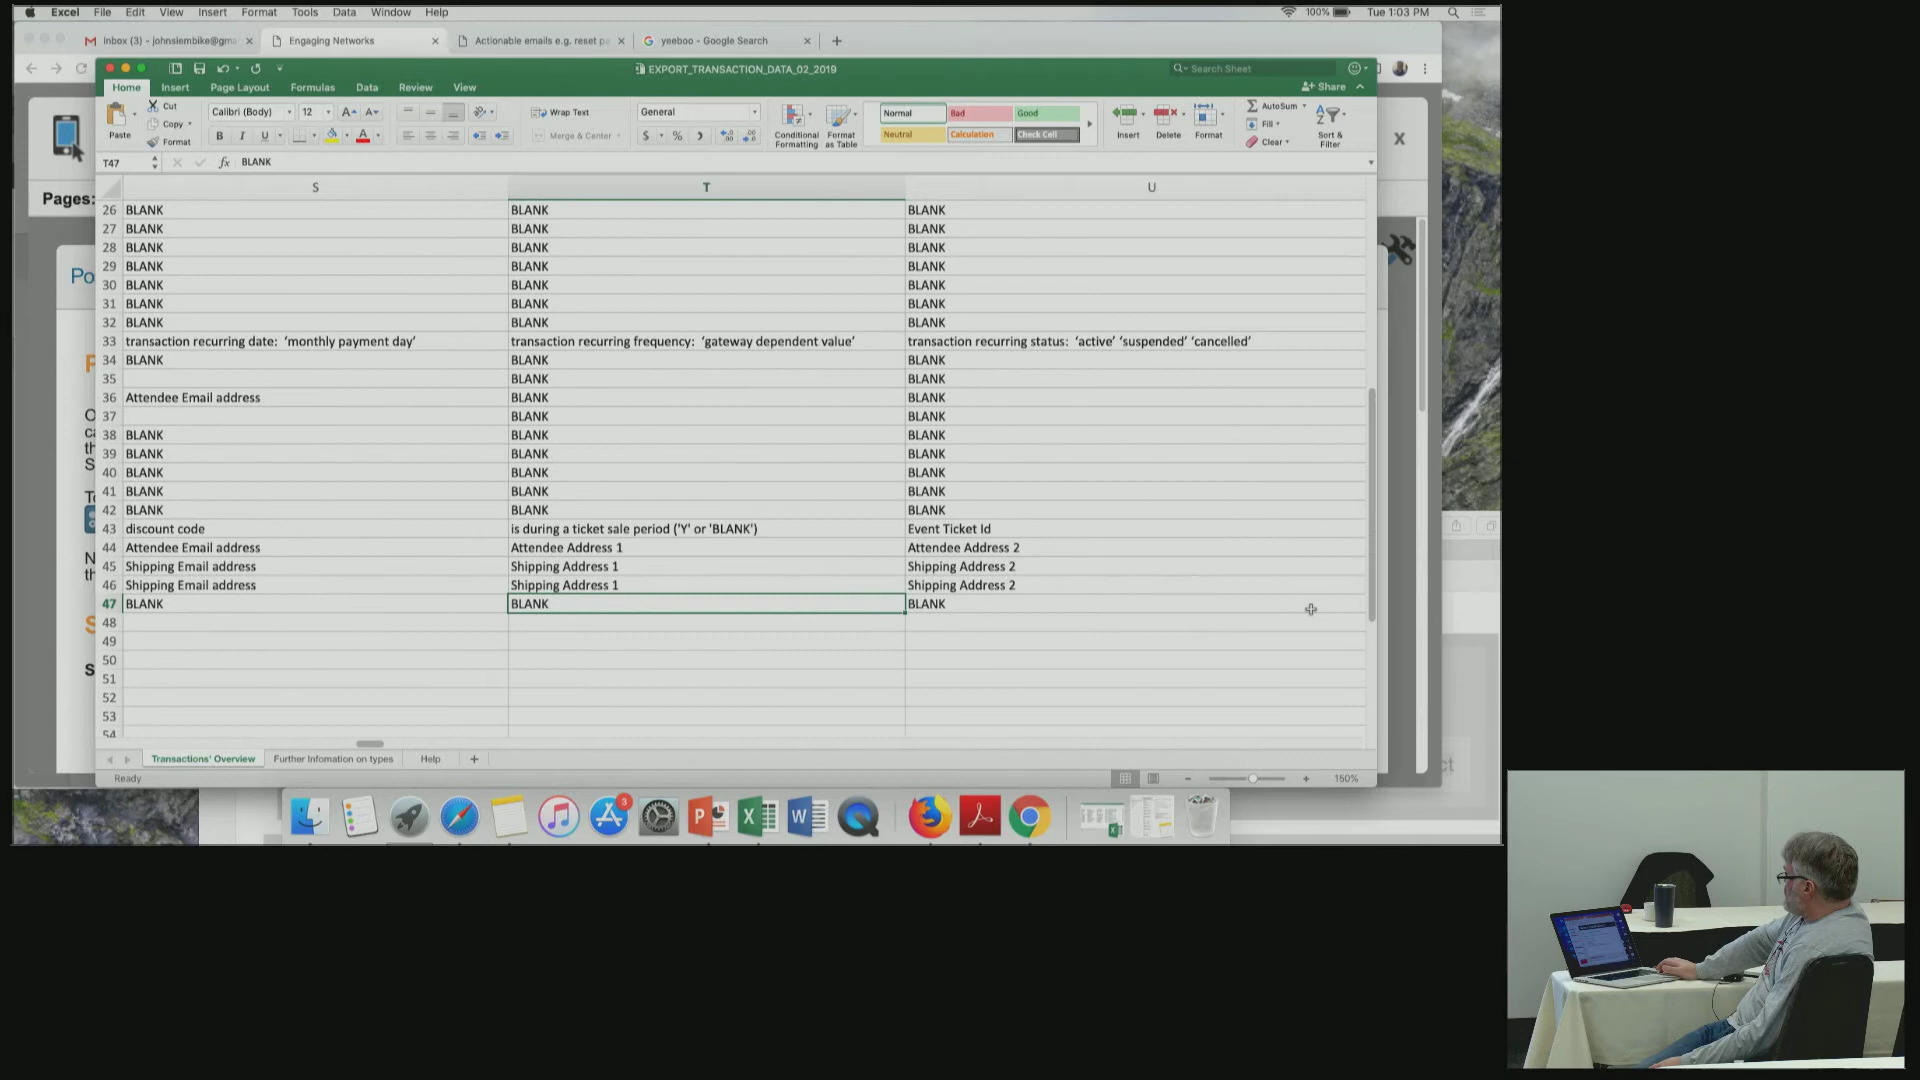 Excel File Edit View Insert Format Tools Data Window Help 100% Tue 1:03 PM
Inbox (3) - johnslembike@gma Engaging Networks Actionable emails e.g. reset pa yeeboo - Google Search
EXPORT_TRANSACTION_DATA_02_2019 Search Sheet
Home Insert Page Layout Formulas Data Review View Share
Paste Cut Copy Format Calibri (Body) 12 Wrap Text General Merge & Center
B I U $ %
Conditional Formatting Format as Table Normal Bad Good Neutral Calculation Check Cell
Insert Delete Format AutoSum Fill Clear Sort & Filter
X
T47 fx BLANK
Pages:
Po
S T U
26 BLANK BLANK BLANK
27 BLANK BLANK BLANK
28 BLANK BLANK BLANK
29 BLANK BLANK BLANK
30 BLANK BLANK BLANK
31 BLANK BLANK BLANK
32 BLANK BLANK BLANK
33 transaction recurring date: ‘monthly payment day’ transaction recurring frequency: ‘gateway dependent value’ transaction recurring status: ‘active’ ‘suspended’ ‘cancelled’
34 BLANK BLANK BLANK
35 BLANK BLANK
36 Attendee Email address BLANK BLANK
37 BLANK BLANK
38 BLANK BLANK BLANK
39 BLANK BLANK BLANK
40 BLANK BLANK BLANK
41 BLANK BLANK BLANK
42 BLANK BLANK BLANK
43 discount code is during a ticket sale period ('Y' or 'BLANK') Event Ticket Id
44 Attendee Email address Attendee Address 1 Attendee Address 2
45 Shipping Email address Shipping Address 1 Shipping Address 2
46 Shipping Email address Shipping Address 1 Shipping Address 2
47 BLANK BLANK BLANK
48
49
50
51
52
53
54
Transactions' Overview Further Infomation on types Help +
Ready 150%
3